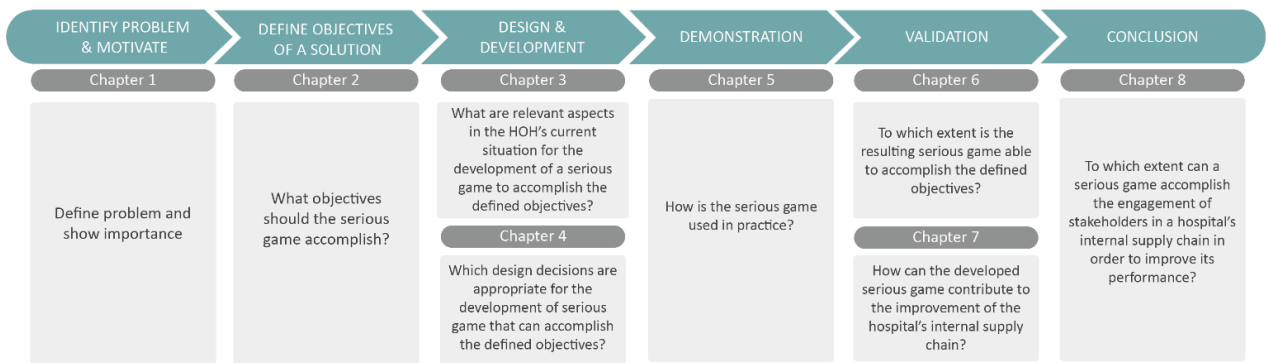 IDENTIFY PROBLEM
& MOTIVATE
DEFINE OBJECTIVES
OF A SOLUTION
DESIGN &
DEVELOPMENT
DEMONSTRATION
VALIDATION
CONCLUSION
Chapter 1
Define problem and
show importance
Chapter 2
What objectives
should the serious
game accomplish?
Chapter 3
What are relevant aspects
in the HOH's current
situation for the
development of a serious
game to accomplish the
defined objectives?
Chapter 4
Which design decisions are
appropriate for the
development of serious
game that can accomplish
the defined objectives?
Chapter 5
How is the serious game
used in practice?
Chapter 6
To which extent is the
resulting serious game able
to accomplish the defined
objectives?
Chapter 7
How can the developed
serious game contribute to
the improvement of the
hospital's internal supply
chain?
Chapter 8
To which extent can a
serious game accomplish
the engagement of
stakeholders in a hospital's
internal supply chain in
order to improve its
performance?